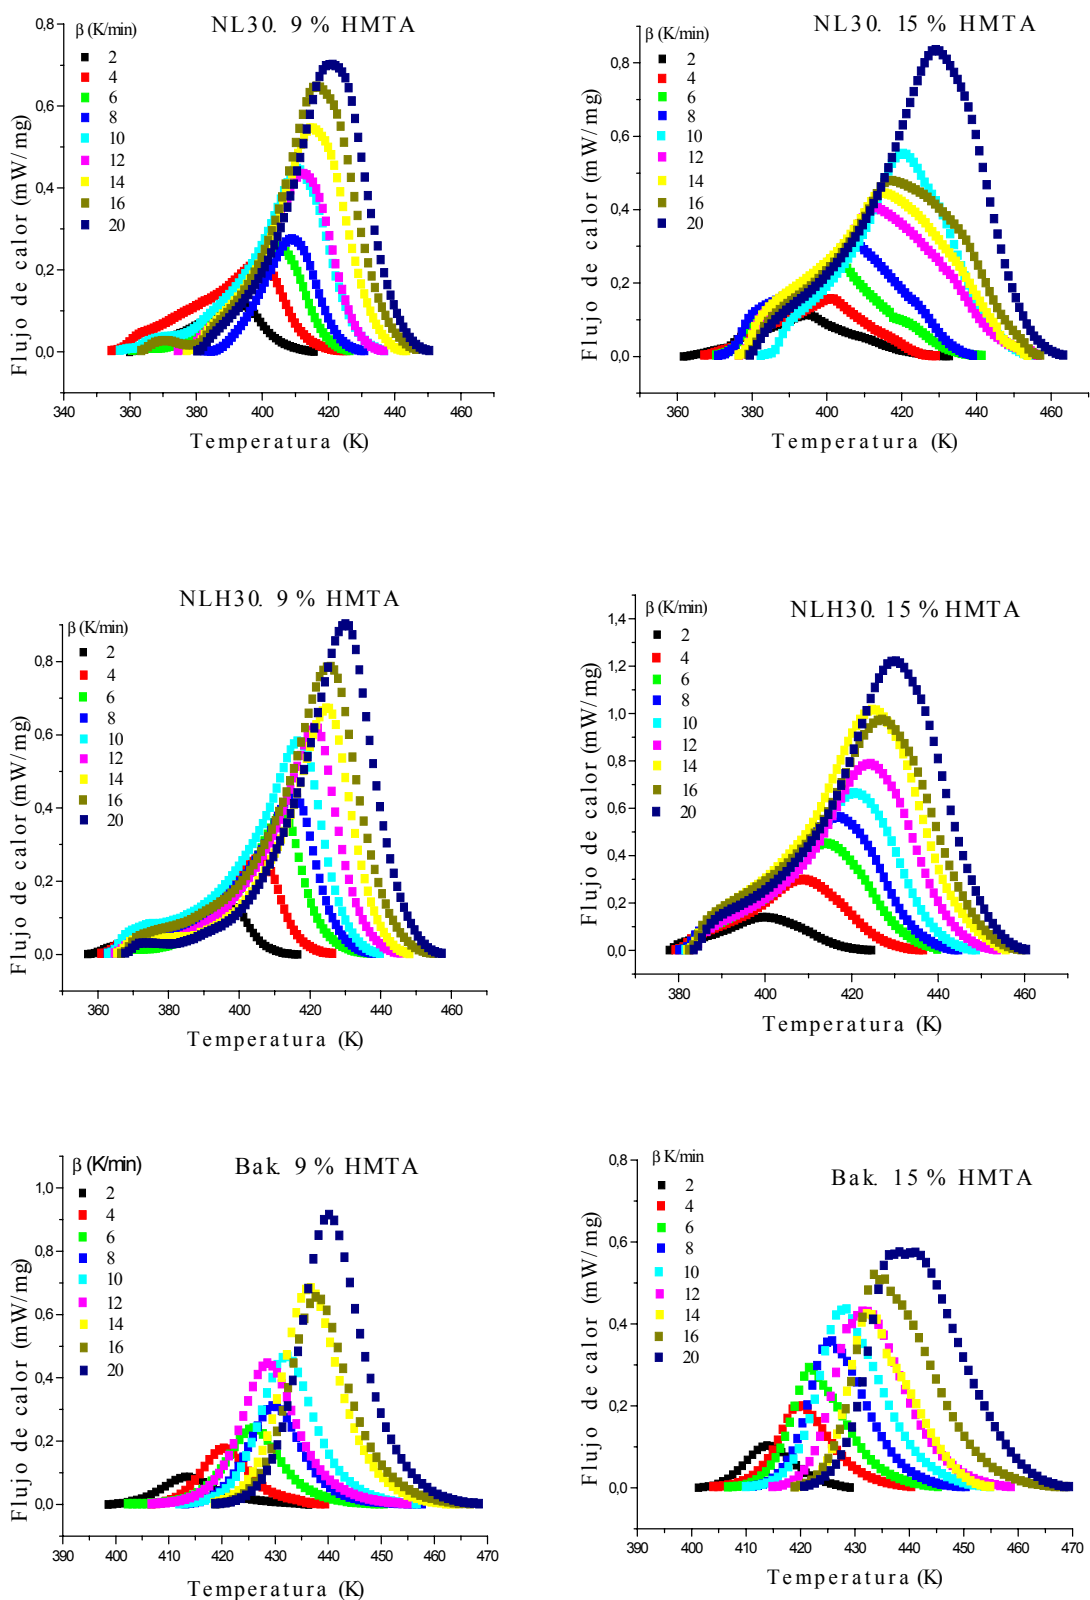 NL30. 9 % HMTA
β (K/min)
2
4
6
8
10
12
14
16
20
Flujo de calor (mW/mg)
0,8
0,6
0,4
0,2
0,0
340 360 380 400 420 440 460
Temperatura (K)
NL30. 15 % HMTA
β (K/min)
2
4
6
8
10
12
14
16
20
Flujo de calor (mW/mg)
0,8
0,6
0,4
0,2
0,0
360 380 400 420 440 460
Temperatura (K)
NLH30. 9 % HMTA
β (K/min)
2
4
6
8
10
12
14
16
20
Flujo de calor (mW/mg)
0,8
0,6
0,4
0,2
0,0
360 380 400 420 440 460
Temperatura (K)
NLH30. 15 % HMTA
β (K/min)
2
4
6
8
10
12
14
16
20
Flujo de calor (mW/mg)
1,4
1,2
1,0
0,8
0,6
0,4
0,2
0,0
380 400 420 440 460
Temperatura (K)
Bak. 9 % HMTA
β (K/min)
2
4
6
8
10
12
14
16
20
Flujo de calor (mW/mg)
1,0
0,8
0,6
0,4
0,2
0,0
390 400 410 420 430 440 450 460 470
Temperatura (K)
Bak. 15 % HMTA
β K/min)
2
4
6
8
10
12
14
16
20
Flujo de calor (mW/mg)
0,8
0,6
0,4
0,2
0,0
390 400 410 420 430 440 450 460 470
Temperatura (K)